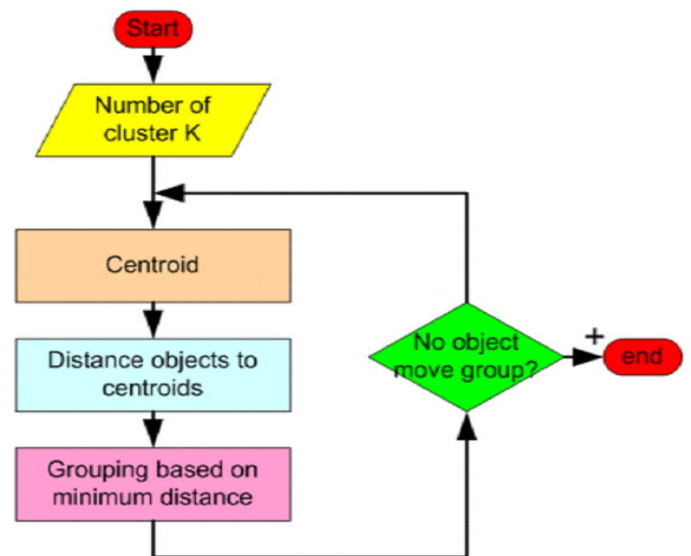 Start
Number of
cluster K
Centroid
Distance objects to
centroids
Grouping based on
minimum distance
No object
move group?
+
end